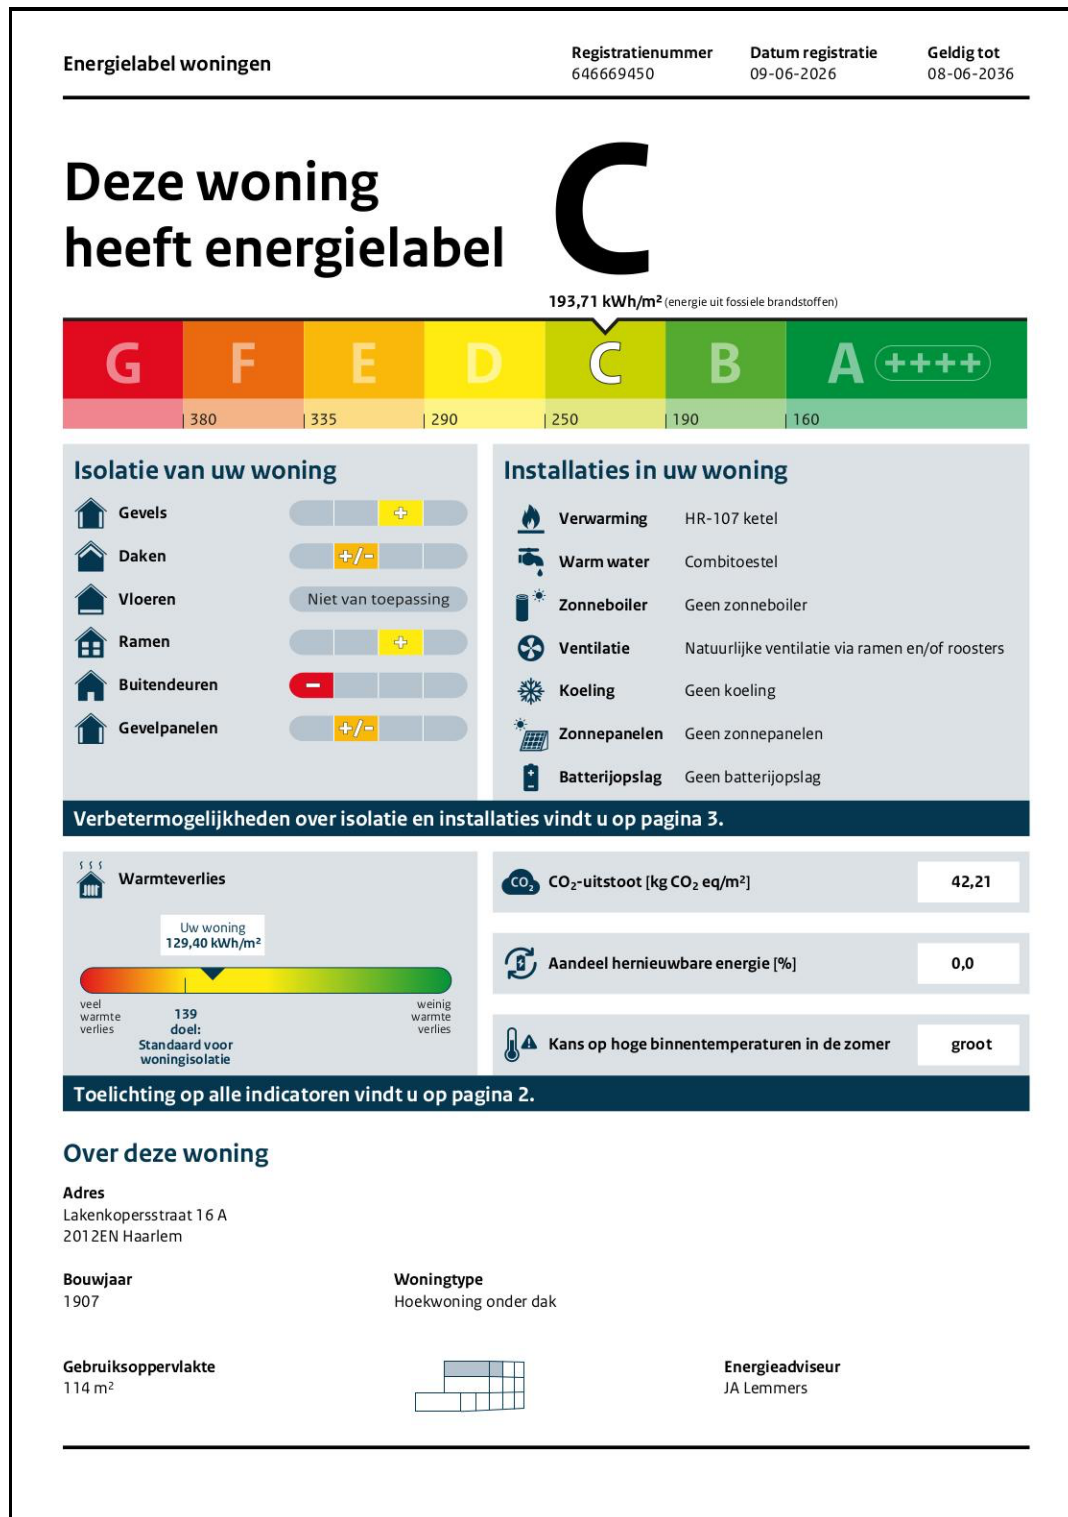 Energielabel woningen
Registratienummer
646669450
Datum registratie
09-06-2026
Geldig tot
08-06-2036
Deze woning
heeft energielabel
C
193,71 kWh/m² (energie uit fossiele brandstoffen)
G F E D C B A ++++
380 335 290 250 190 160
Isolatie van uw woning
Gevels +
Daken +/-
Vloeren Niet van toepassing
Ramen +
Buitendeuren -
Gevelpanelen +/-
Installaties in uw woning
Verwarming HR-107 ketel
Warm water Combitoestel
Zonneboiler Geen zonneboiler
Ventilatie Natuurlijke ventilatie via ramen en/of roosters
Koeling Geen koeling
Zonnepanelen Geen zonnepanelen
Batterijopslag Geen batterijopslag
Verbetermogelijkheden over isolatie en installaties vindt u op pagina 3.
Warmteverlies
Uw woning
129,40 kWh/m²
veel
warmte
verlies
139
doel:
Standaard voor
woningisolatie
weinig
warmte
verlies
CO₂ CO₂-uitstoot [kg CO₂ eq/m²] 42,21
Aandeel hernieuwbare energie [%] 0,0
Kans op hoge binnentemperaturen in de zomer groot
Toelichting op alle indicatoren vindt u op pagina 2.
Over deze woning
Adres
Lakenkopersstraat 16 A
2012EN Haarlem
Bouwjaar
1907
Woningtype
Hoekwoning onder dak
Gebruiksoppervlakte
114 m²
Energieadviseur
JA Lemmers